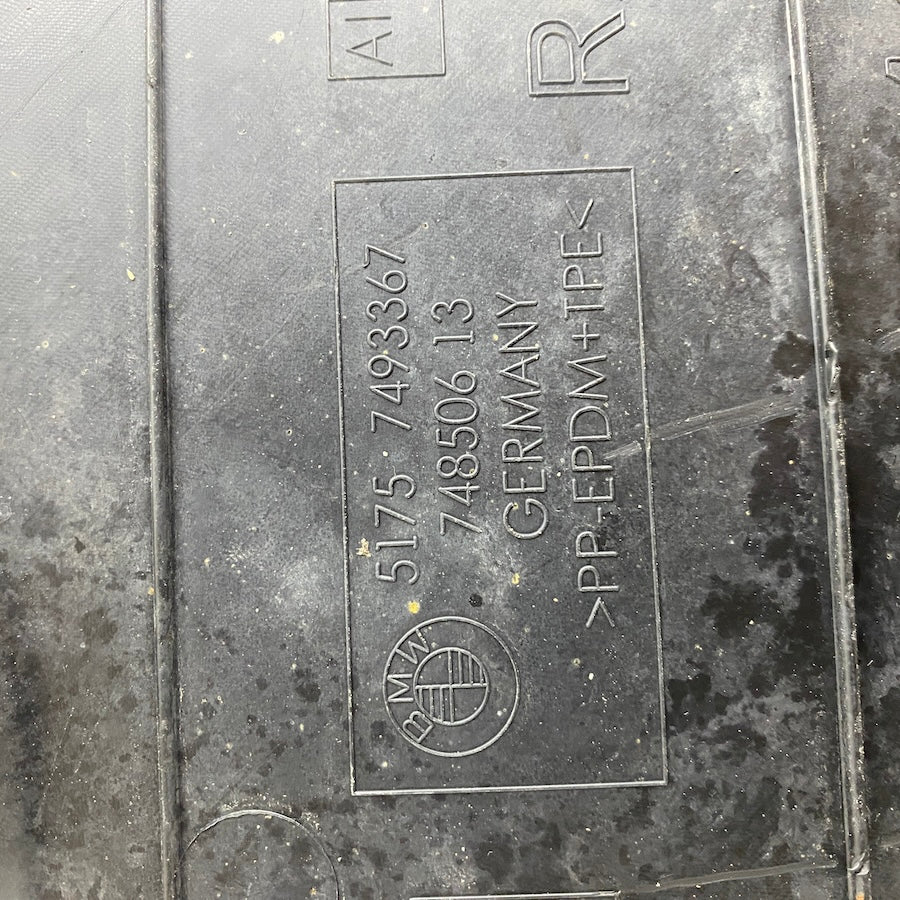 R
5175 7493367
748506 13
GERMANY
>PP-EPDM+TPE<
BMW